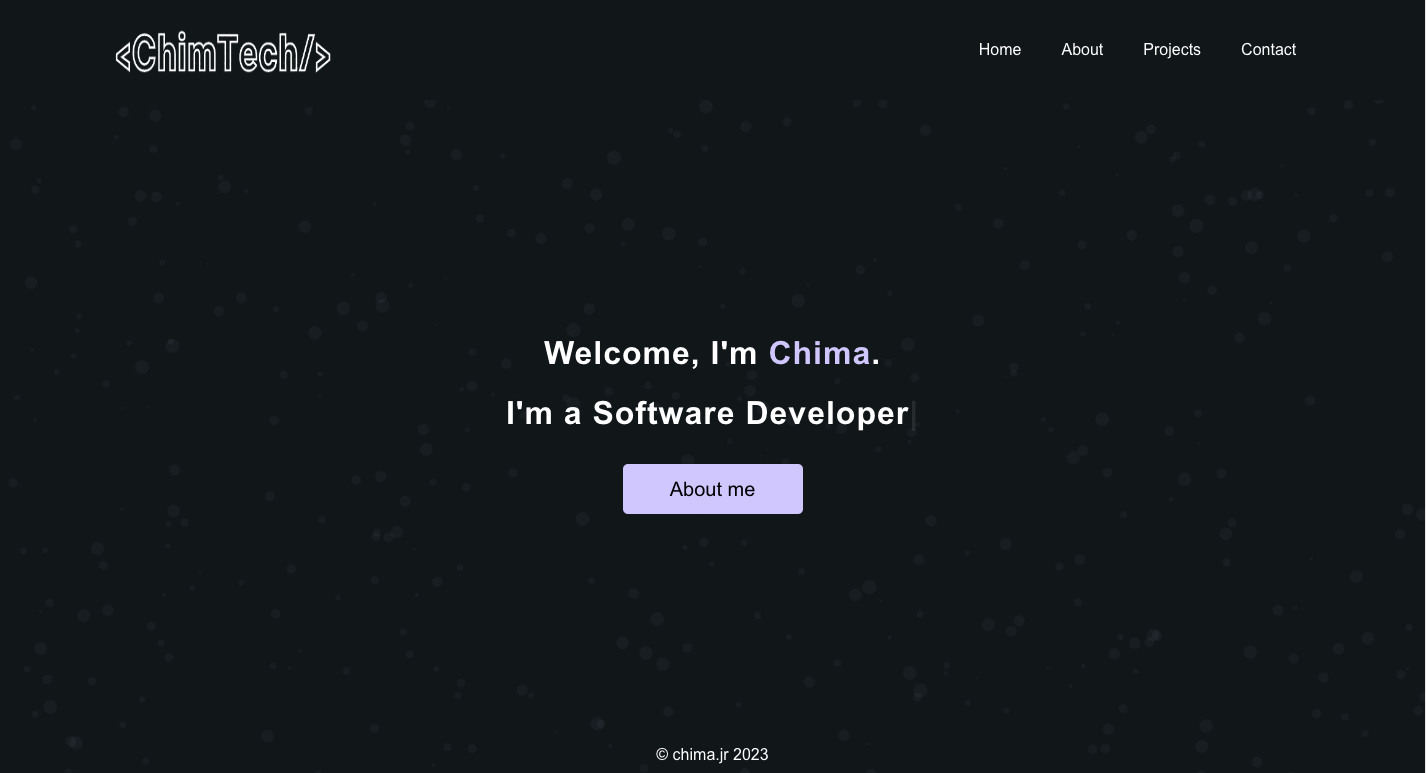 <ChimTech/>
Home About Projects Contact
Welcome, I'm Chima.
I'm a Software Developer
About me
© chima.jr 2023